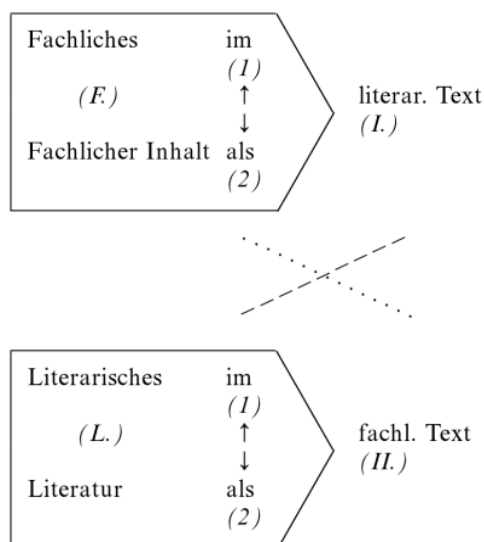 Fachliches im
(1)
(F.) ↑ literar. Text
↓ (I.)
Fachlicher Inhalt als
(2)
Literarisches im
(1)
(L.) ↑ fachl. Text
↓ (II.)
Literatur als
(2)